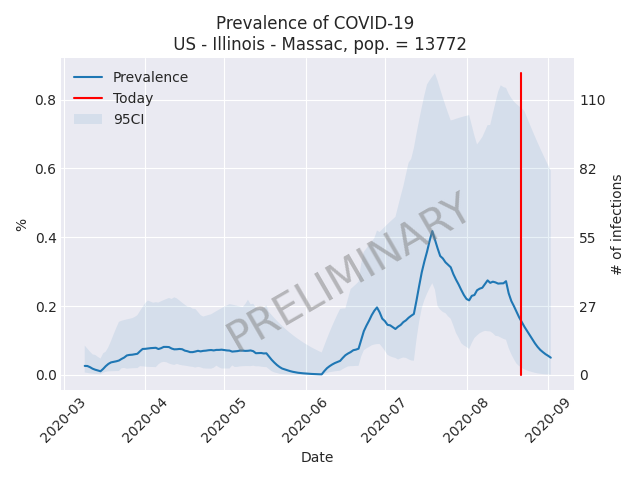 Prevalence of COVID-19
US - Illinois - Massac, pop. = 13772
Prevalence
Today
95CI
PRELIMINARY
0.8
0.6
0.4
0.2
0.0
%
110
82
55
27
0
# of infections
2020-03
2020-04
2020-05
2020-06
2020-07
2020-08
2020-09
Date